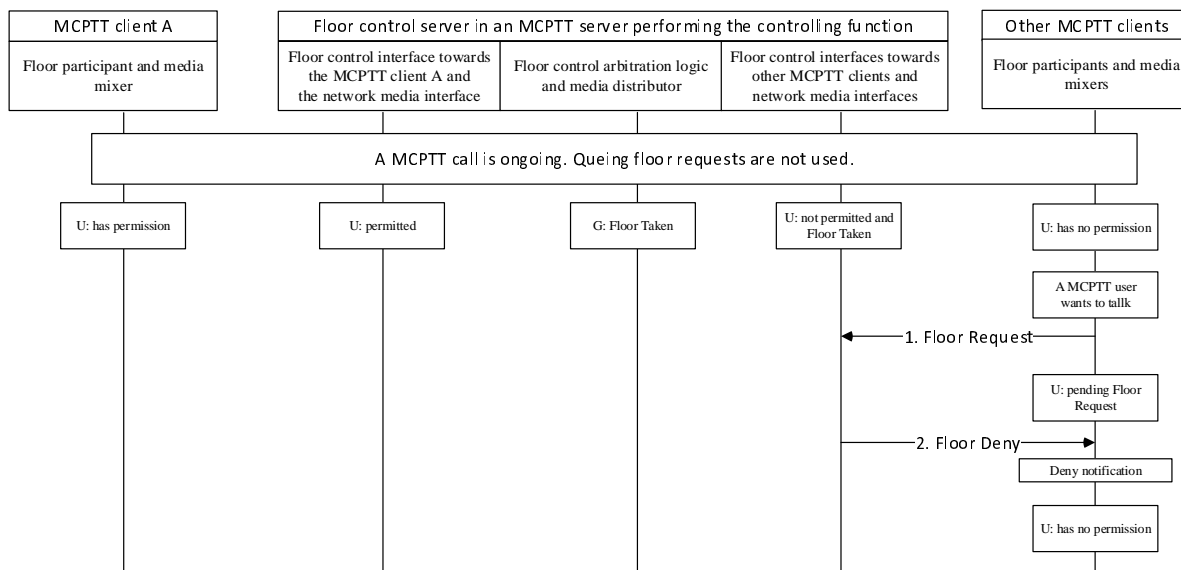 MCPTT client A
Floor control server in an MCPTT server performing the controlling function
Other MCPTT clients
Floor participant and media
mixer
Floor control interface towards
the MCPTT client A and
the network media interface
Floor control arbitration logic
and media distributor
Floor control interfaces towards
other MCPTT clients and
network media interfaces
Floor participants and media
mixers
A MCPTT call is ongoing. Queing floor requests are not used.
U: has permission
U: permitted
G: Floor Taken
U: not permitted and
Floor Taken
U: has no permission
A MCPTT user
wants to tallk
1. Floor Request
U: pending Floor
Request
2. Floor Deny
Deny notification
U: has no permission